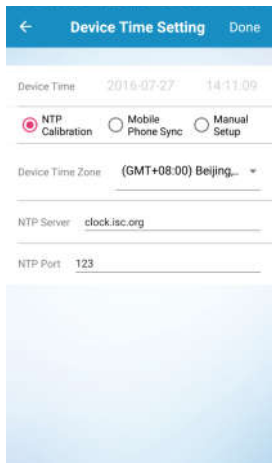 Device Time Setting Done
Device Time 2016-07-27 14:11:09
NTP Calibration Mobile Phone Sync Manual Setup
Device Time Zone (GMT+08:00) Beijing,...
NTP Server clock.isc.org
NTP Port 123